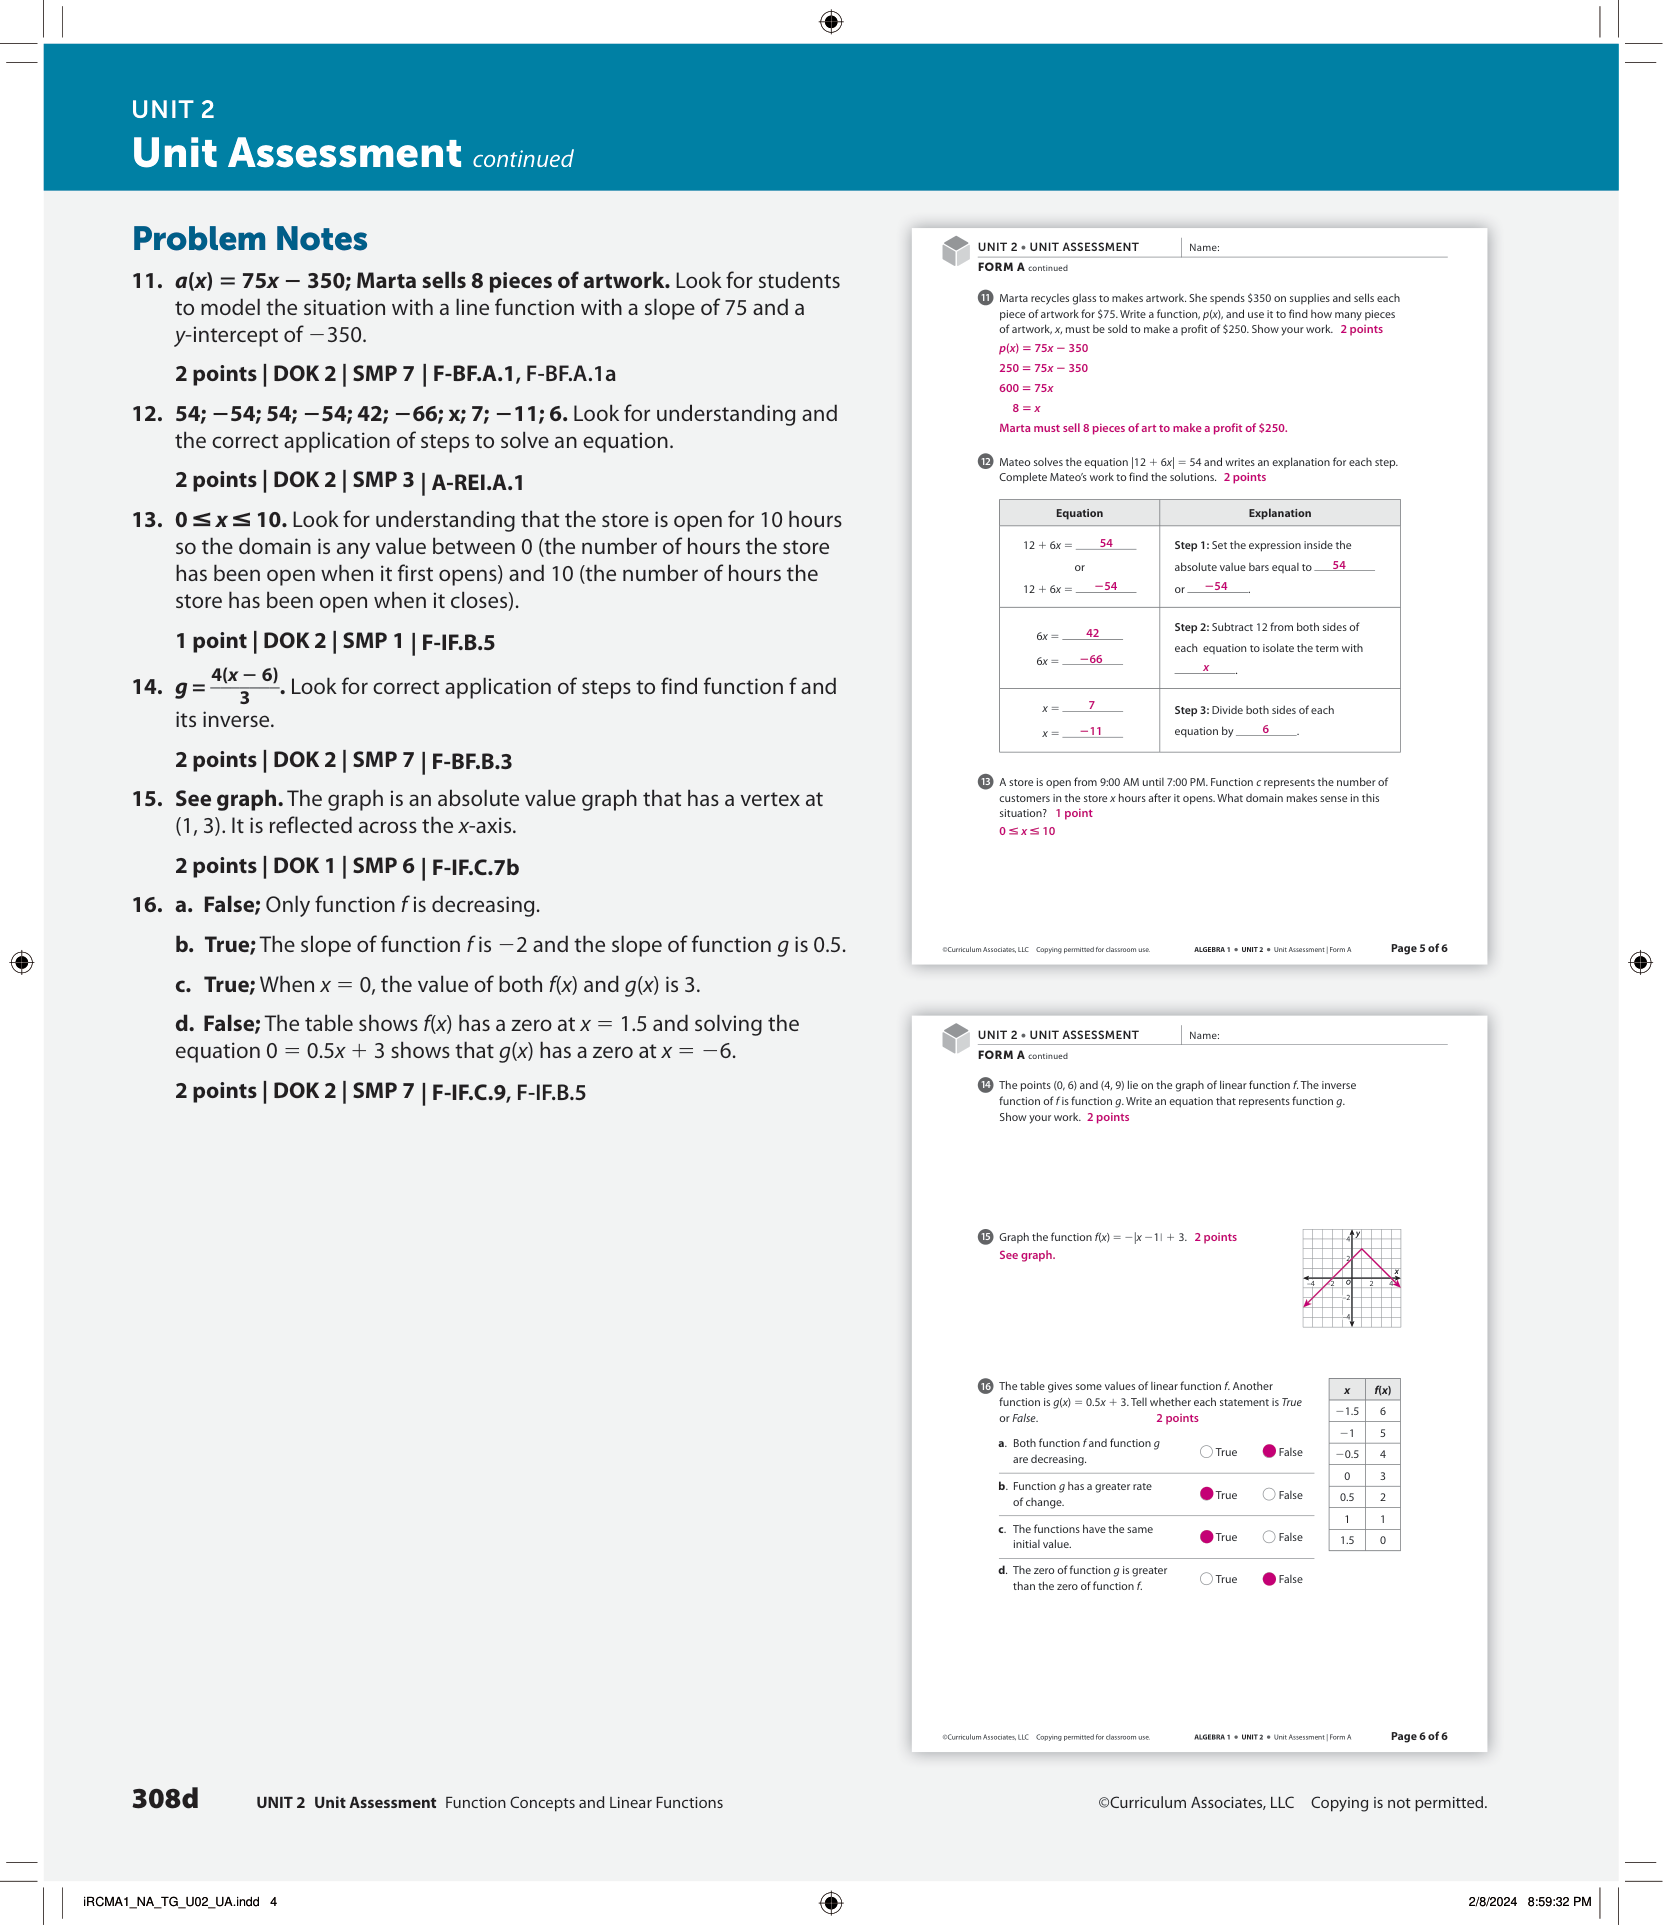 UNIT 2
Unit Assessment continued
Problem Notes
11. a(x) = 75x − 350; Marta sells 8 pieces of artwork. Look for students
to model the situation with a line function with a slope of 75 and a
y-intercept of −350.
2 points | DOK 2 | SMP 7 | F-BF.A.1, F-BF.A.1a
12. 54; −54; 54; −54; 42; −66; x; 7; −11; 6. Look for understanding and
the correct application of steps to solve an equation.
2 points | DOK 2 | SMP 3 | A-REI.A.1
13. 0 ≤ x ≤ 10. Look for understanding that the store is open for 10 hours
so the domain is any value between 0 (the number of hours the store
has been open when it first opens) and 10 (the number of hours the
store has been open when it closes).
1 point | DOK 2 | SMP 1 | F-IF.B.5
14. g = 4(x − 6)/3. Look for correct application of steps to find function f and
its inverse.
2 points | DOK 2 | SMP 7 | F-BF.B.3
15. See graph. The graph is an absolute value graph that has a vertex at
(1, 3). It is reflected across the x-axis.
2 points | DOK 1 | SMP 6 | F-IF.C.7b
16. a. False; Only function f is decreasing.
b. True; The slope of function f is −2 and the slope of function g is 0.5.
c. True; When x = 0, the value of both f(x) and g(x) is 3.
d. False; The table shows f(x) has a zero at x = 1.5 and solving the
equation 0 = 0.5x + 3 shows that g(x) has a zero at x = −6.
2 points | DOK 2 | SMP 7 | F-IF.C.9, F-IF.B.5
UNIT 2 • UNIT ASSESSMENT Name:
FORM A continued
11 Marta recycles glass to makes artwork. She spends $350 on supplies and sells each
piece of artwork for $75. Write a function, p(x), and use it to find how many pieces
of artwork, x, must be sold to make a profit of $250. Show your work. 2 points
p(x) = 75x − 350
250 = 75x − 350
600 = 75x
8 = x
Marta must sell 8 pieces of art to make a profit of $250.
12 Mateo solves the equation |12 + 6x| = 54 and writes an explanation for each step.
Complete Mateo's work to find the solutions. 2 points
Equation Explanation
12 + 6x = 54
or
12 + 6x = −54
Step 1: Set the expression inside the
absolute value bars equal to 54
or −54.
6x = 42
6x = −66
Step 2: Subtract 12 from both sides of
each equation to isolate the term with
x.
x = 7
x = −11
Step 3: Divide both sides of each
equation by 6.
13 A store is open from 9:00 AM until 7:00 PM. Function c represents the number of
customers in the store x hours after it opens. What domain makes sense in this
situation? 1 point
0 ≤ x ≤ 10
©Curriculum Associates, LLC Copying permitted for classroom use. ALGEBRA 1 • UNIT 2 • Unit Assessment | Form A Page 5 of 6
UNIT 2 • UNIT ASSESSMENT Name:
FORM A continued
14 The points (0, 6) and (4, 9) lie on the graph of linear function f. The inverse
function of f is function g. Write an equation that represents function g.
Show your work. 2 points
15 Graph the function f(x) = −|x −1| + 3. 2 points
See graph.
y
4
2
x
−4 −2 O 2 4
−2
−4
16 The table gives some values of linear function f. Another
function is g(x) = 0.5x + 3. Tell whether each statement is True
or False. 2 points
a. Both function f and function g
are decreasing.
True False
b. Function g has a greater rate
of change.
True False
c. The functions have the same
initial value.
True False
d. The zero of function g is greater
than the zero of function f.
True False
x f(x)
−1.5 6
−1 5
−0.5 4
0 3
0.5 2
1 1
1.5 0
©Curriculum Associates, LLC Copying permitted for classroom use. ALGEBRA 1 • UNIT 2 • Unit Assessment | Form A Page 6 of 6
308d UNIT 2 Unit Assessment Function Concepts and Linear Functions ©Curriculum Associates, LLC Copying is not permitted.
iRCMA1_NA_TG_U02_UA.indd 4 2/8/2024 8:59:32 PM